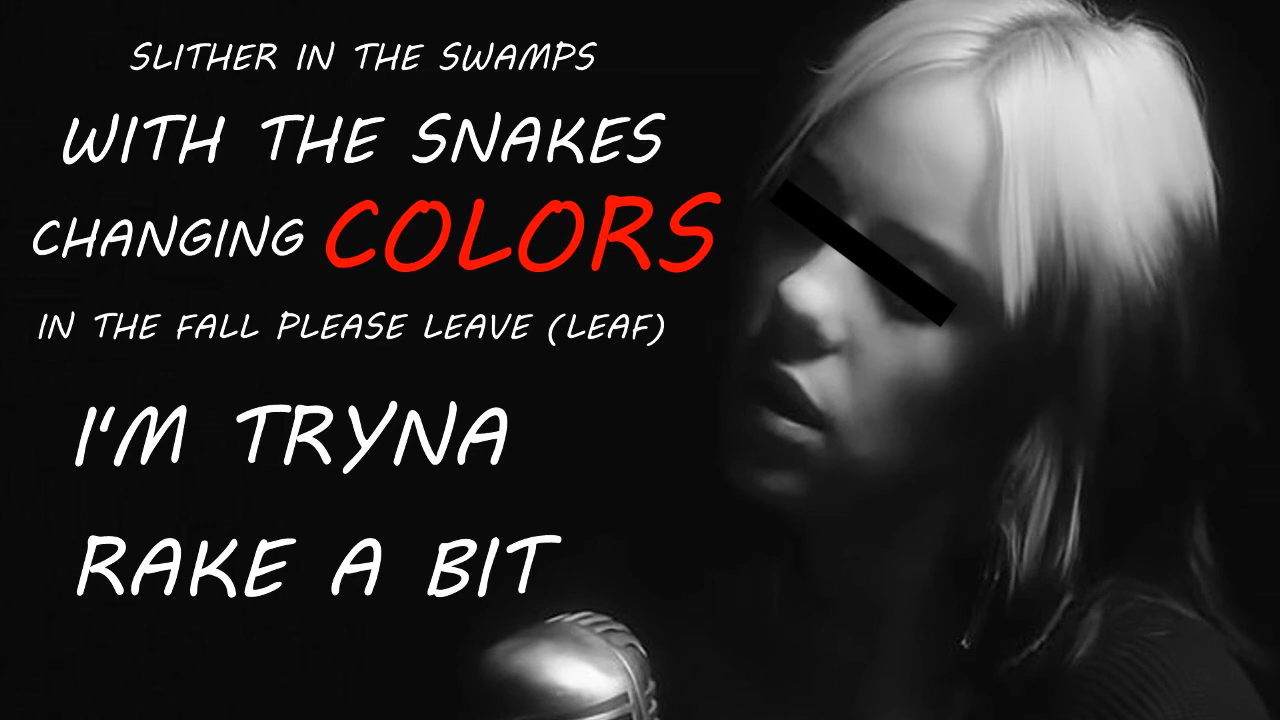 SLITHER IN THE SWAMPS
WITH THE SNAKES
CHANGING COLORS
IN THE FALL PLEASE LEAVE (LEAF)
I'M TRYNA
RAKE A BIT